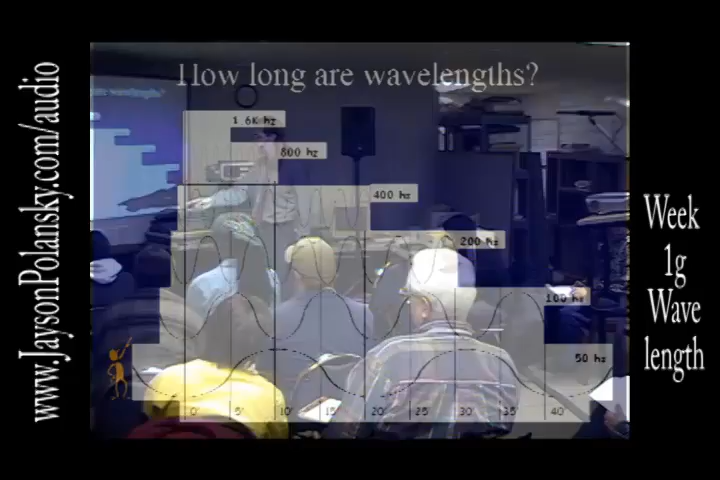 www.JaysonPolansky.com/audio
How long are wavelengths?
1.6K hz
800 hz
400 hz
200 hz
100 hz
50 hz
0' 5' 10' 15' 20' 25' 30' 35' 40'
Week
1g
Wave
length